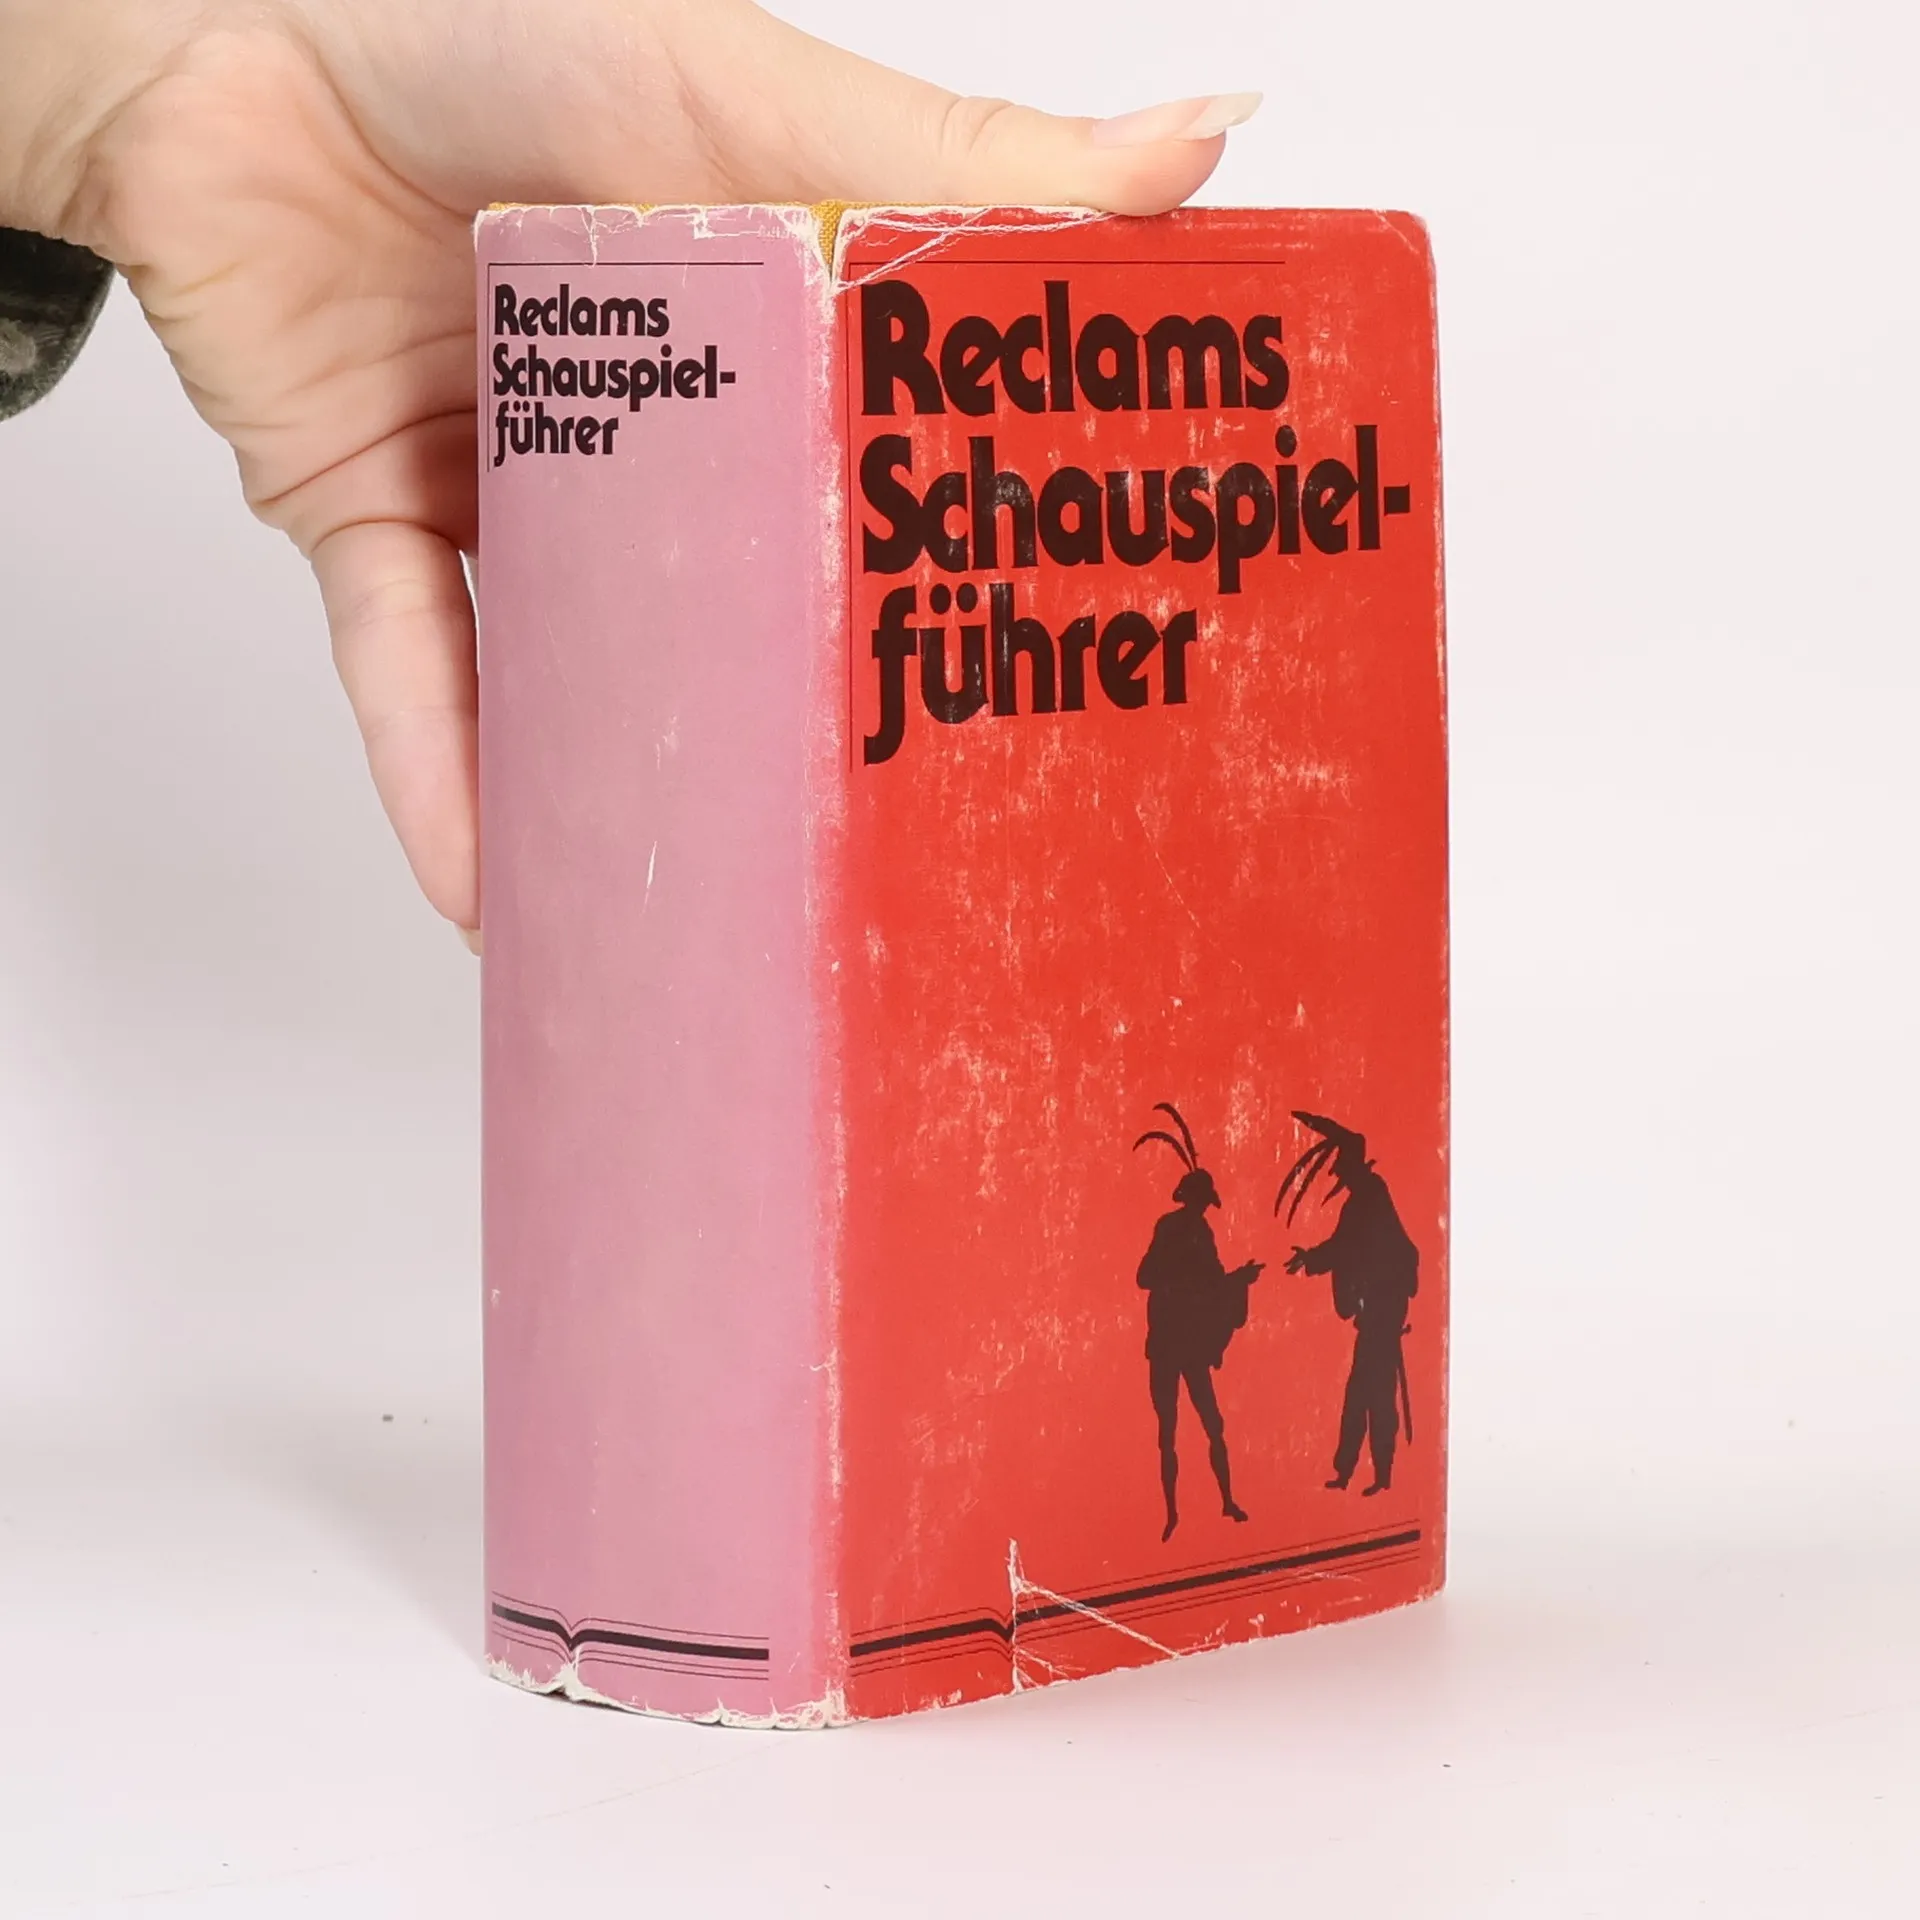 Reclams
Schauspiel-
führer
Reclams
Schauspiel-
führer